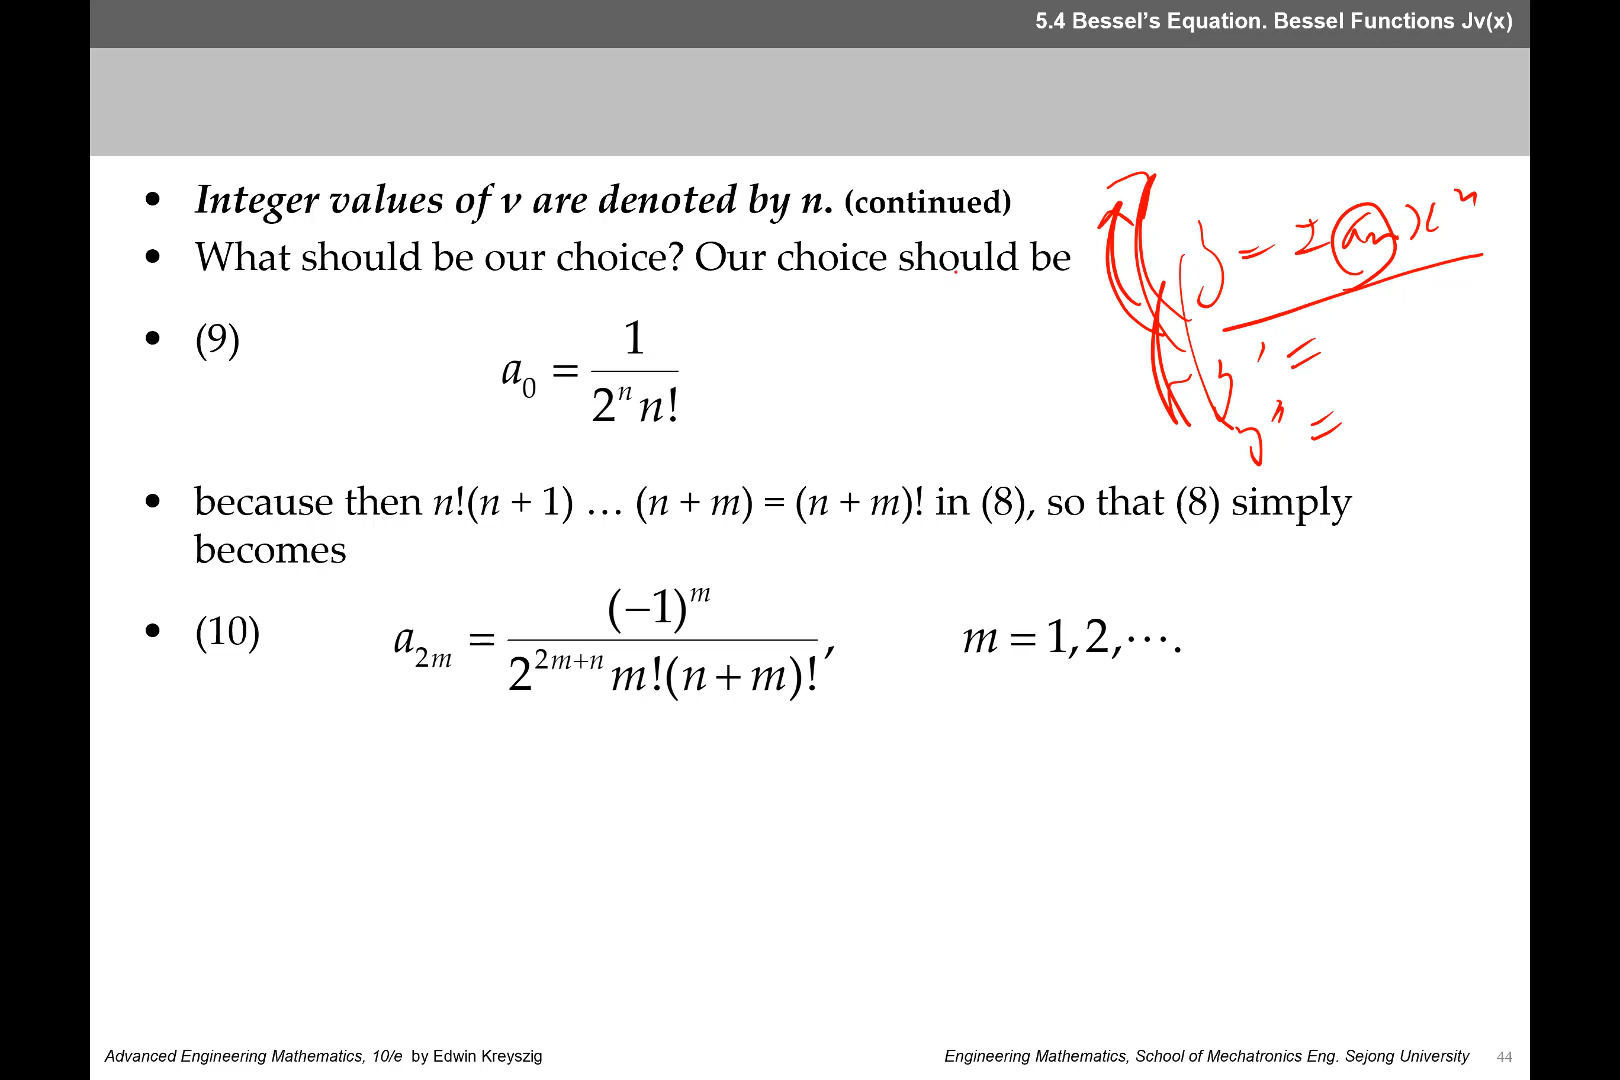 5.4 Bessel's Equation. Bessel Functions Jv(x)
• Integer values of ν are denoted by n. (continued)
• What should be our choice? Our choice should be
• (9) a₀ = 1 / (2ⁿ n!)
y = Σ aₘ xⁿ
y' =
y" =
• because then n!(n + 1) … (n + m) = (n + m)! in (8), so that (8) simply
becomes
• (10) a₂ₘ = (−1)ᵐ / (2²ᵐ⁺ⁿ m!(n + m)!), m = 1, 2, ⋯.
Advanced Engineering Mathematics, 10/e by Edwin Kreyszig
Engineering Mathematics, School of Mechatronics Eng. Sejong University 44